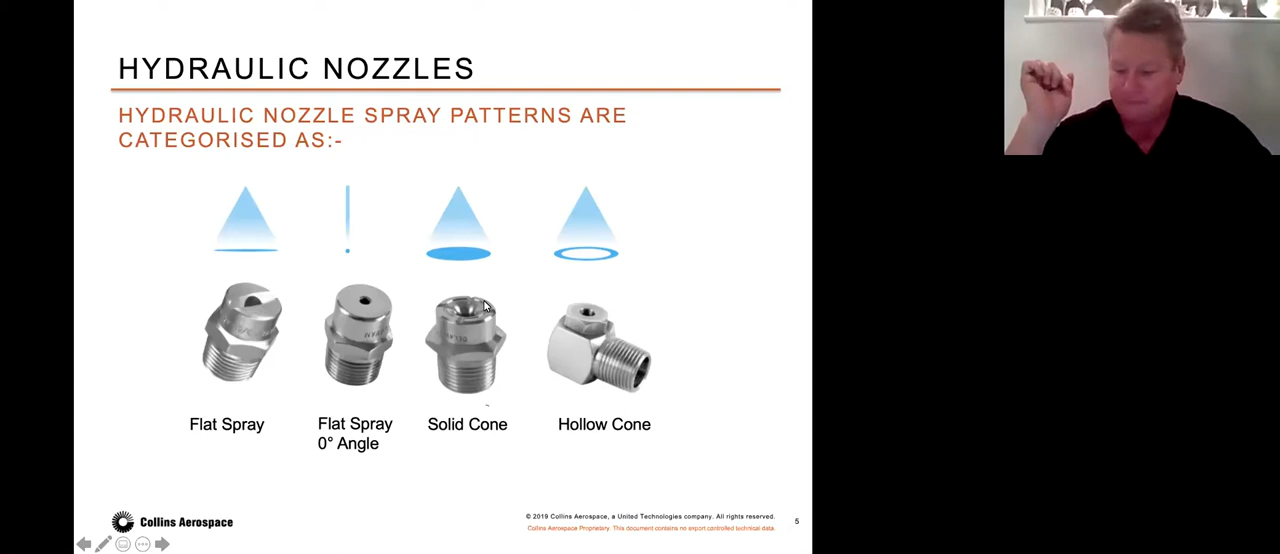 HYDRAULIC NOZZLES
HYDRAULIC NOZZLE SPRAY PATTERNS ARE
CATEGORISED AS:-
Flat Spray
Flat Spray
0° Angle
Solid Cone
Hollow Cone
Collins Aerospace
© 2019 Collins Aerospace, a United Technologies company. All rights reserved.
Collins Aerospace Proprietary. This document contains no export controlled technical data.
5